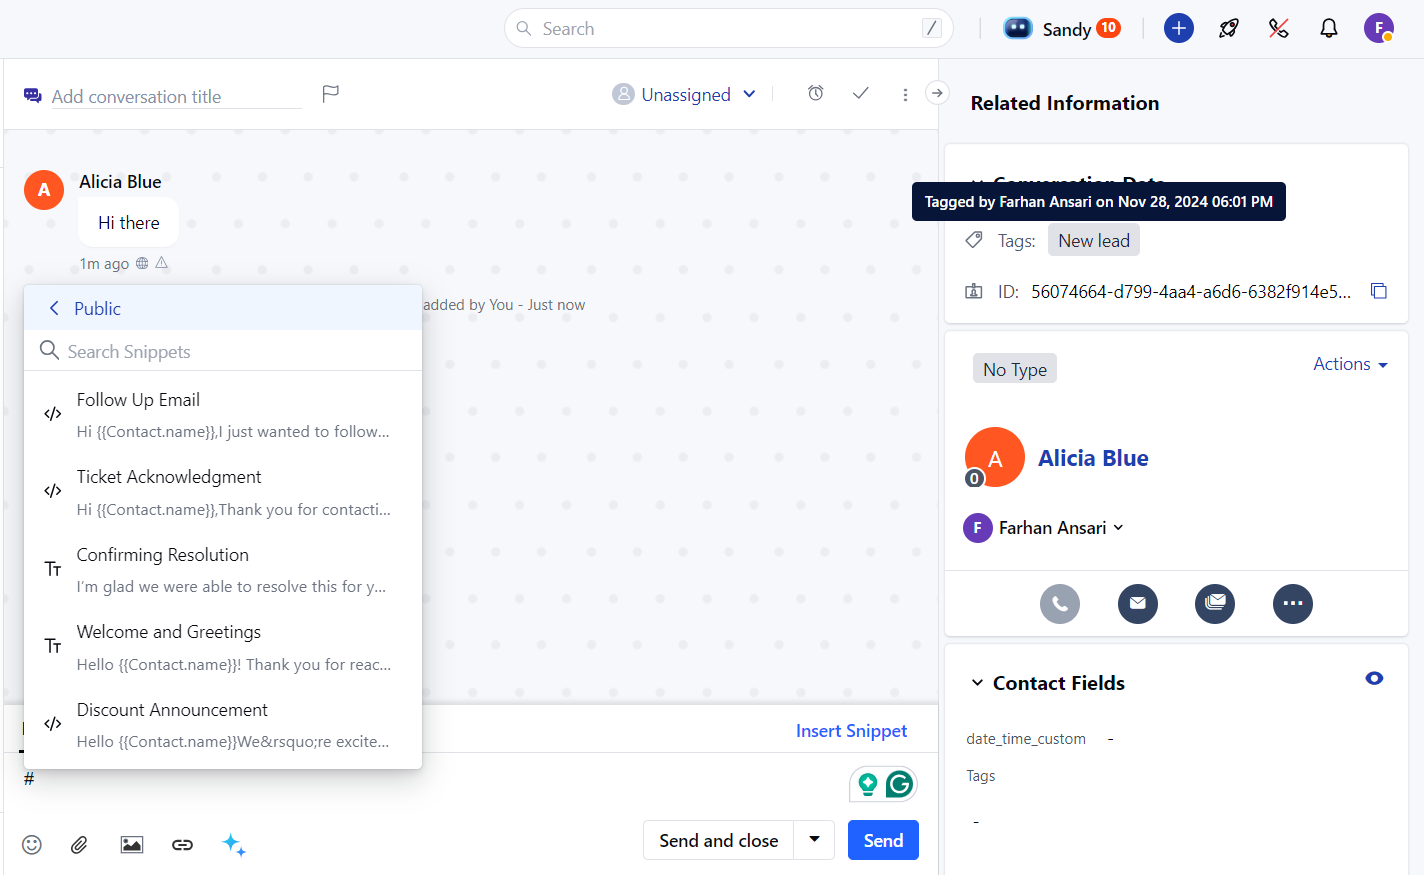 Search
/
Sandy 10
F
Add conversation title
Unassigned
Related Information
A
Alicia Blue
Hi there
1m ago
added by You - Just now
Public
Search Snippets
Follow Up Email
Hi {{Contact.name}},I just wanted to follow...
Ticket Acknowledgment
Hi {{Contact.name}},Thank you for contacti...
Confirming Resolution
I'm glad we were able to resolve this for y...
Welcome and Greetings
Hello {{Contact.name}}! Thank you for reac...
Discount Announcement
Hello {{Contact.name}}We&rsquo;re excite...
Insert Snippet
#
Send and close
Send
Tagged by Farhan Ansari on Nov 28, 2024 06:01 PM
Tags: New lead
ID: 56074664-d799-4aa4-a6d6-6382f914e5...
No Type
Actions
A
0
Alicia Blue
F
Farhan Ansari
Contact Fields
date_time_custom -
Tags
-